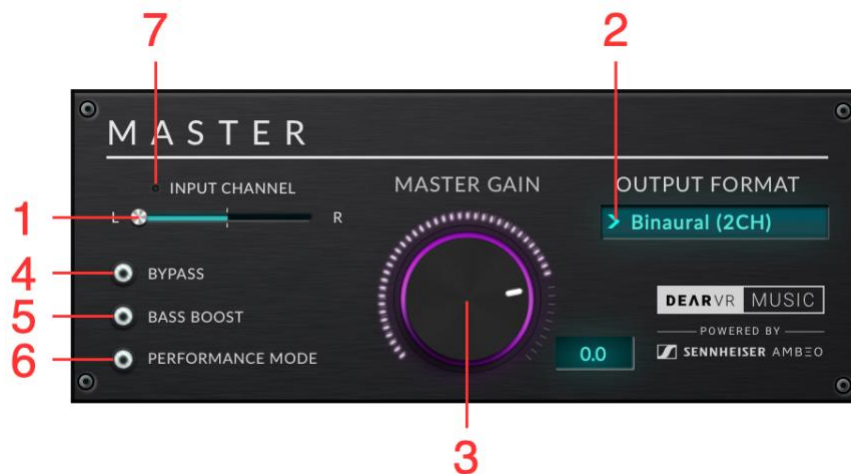 7
2
MASTER
INPUT CHANNEL
MASTER GAIN
OUTPUT FORMAT
1
L
R
Binaural (2CH)
4
BYPASS
5
BASS BOOST
6
PERFORMANCE MODE
0.0
DEARVR MUSIC
POWERED BY
SENNHEISER AMBEO
3